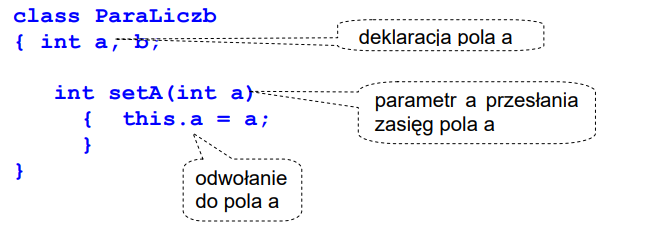 class ParaLiczb
{ int a, b;
deklaracja pola a
int setA(int a)
parametr a przesłania
zasięg pola a
{ this.a = a;
}
odwołanie
do pola a
}